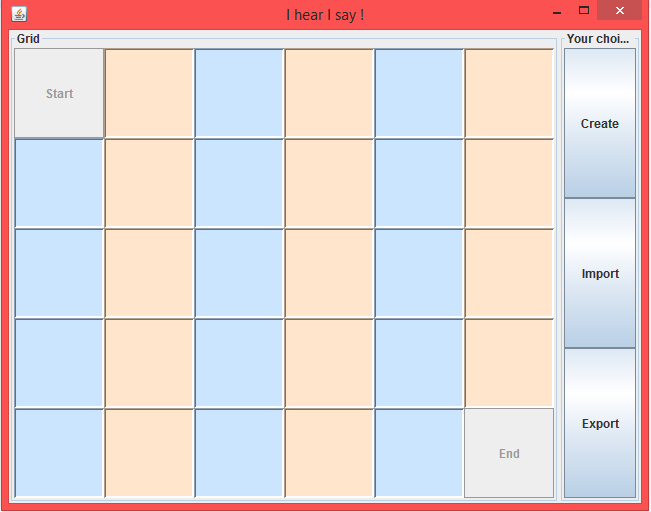 I hear I say !
Grid
Your choi...
Start
Create
Import
Export
End